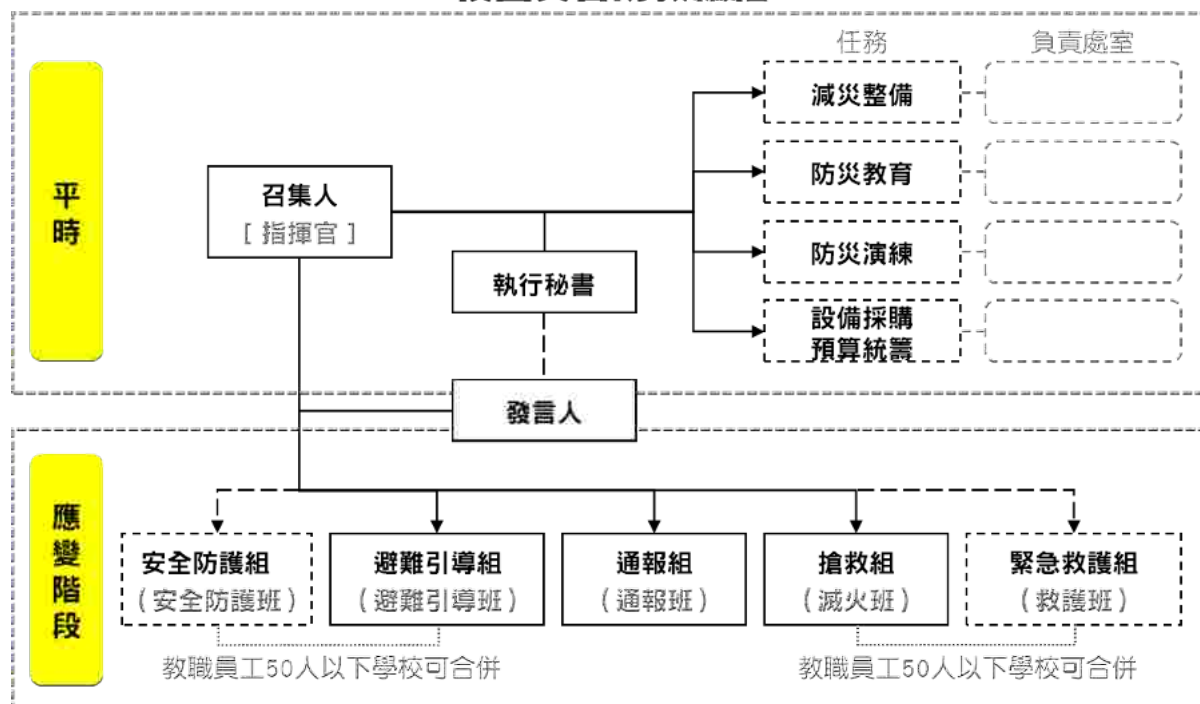 任務
負責處室
平時
減災整備
召集人
[ 指揮官 ]
防災教育
執行秘書
防災演練
設備採購
預算統籌
發言人
應變階段
安全防護組
(安全防護班)
避難引導組
(避難引導班)
通報組
(通報班)
搶救組
(滅火班)
緊急救護組
(救護班)
教職員工50人以下學校可合併
教職員工50人以下學校可合併